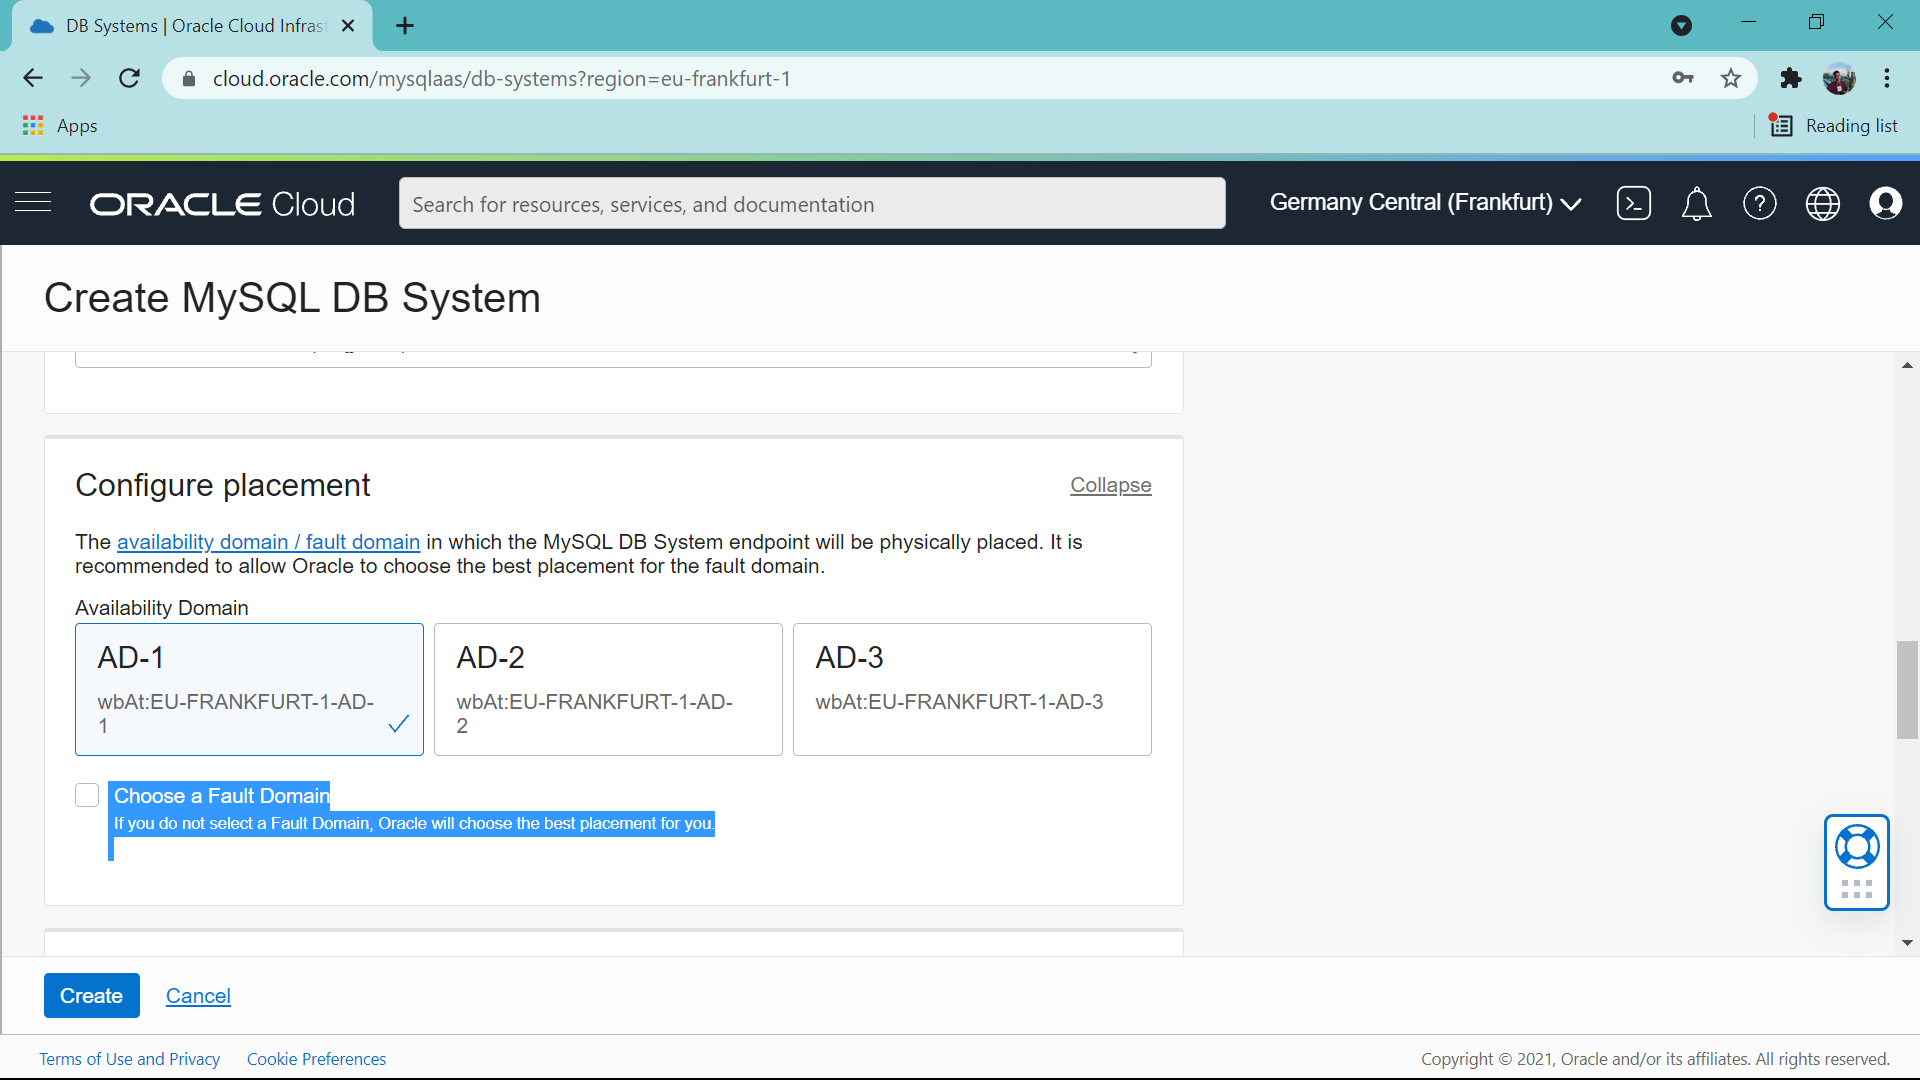 DB Systems | Oracle Cloud Infrast
cloud.oracle.com/mysqlaas/db-systems?region=eu-frankfurt-1
Apps
Reading list
ORACLE Cloud
Search for resources, services, and documentation
Germany Central (Frankfurt)
Create MySQL DB System
Configure placement
Collapse
The availability domain / fault domain in which the MySQL DB System endpoint will be physically placed. It is
recommended to allow Oracle to choose the best placement for the fault domain.
Availability Domain
AD-1
wbAt:EU-FRANKFURT-1-AD-
1
AD-2
wbAt:EU-FRANKFURT-1-AD-
2
AD-3
wbAt:EU-FRANKFURT-1-AD-3
Choose a Fault Domain
If you do not select a Fault Domain, Oracle will choose the best placement for you.
Create
Cancel
Terms of Use and Privacy
Cookie Preferences
Copyright © 2021, Oracle and/or its affiliates. All rights reserved.